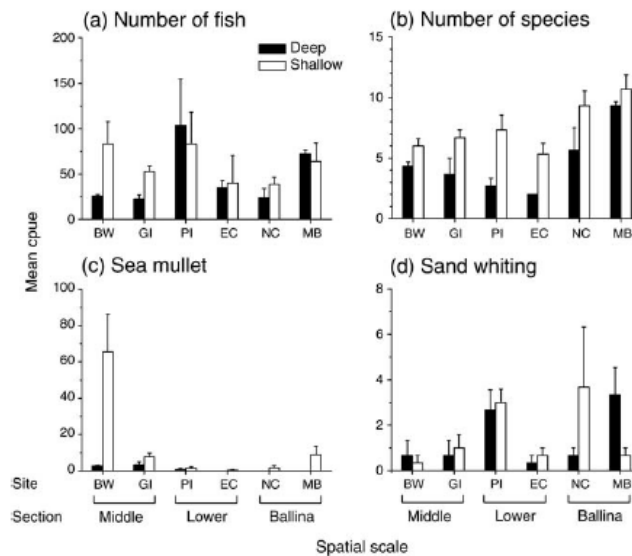 (a) Number of fish
Deep
Shallow
200
150
100
50
0
BW GI PI EC NC MB
(b) Number of species
15
10
5
0
BW GI PI EC NC MB
Mean cpue
(c) Sea mullet
100
80
60
40
20
0
(d) Sand whiting
8
6
4
2
0
Site BW GI PI EC NC MB BW GI PI EC NC MB
Section Middle Lower Ballina Middle Lower Ballina
Spatial scale